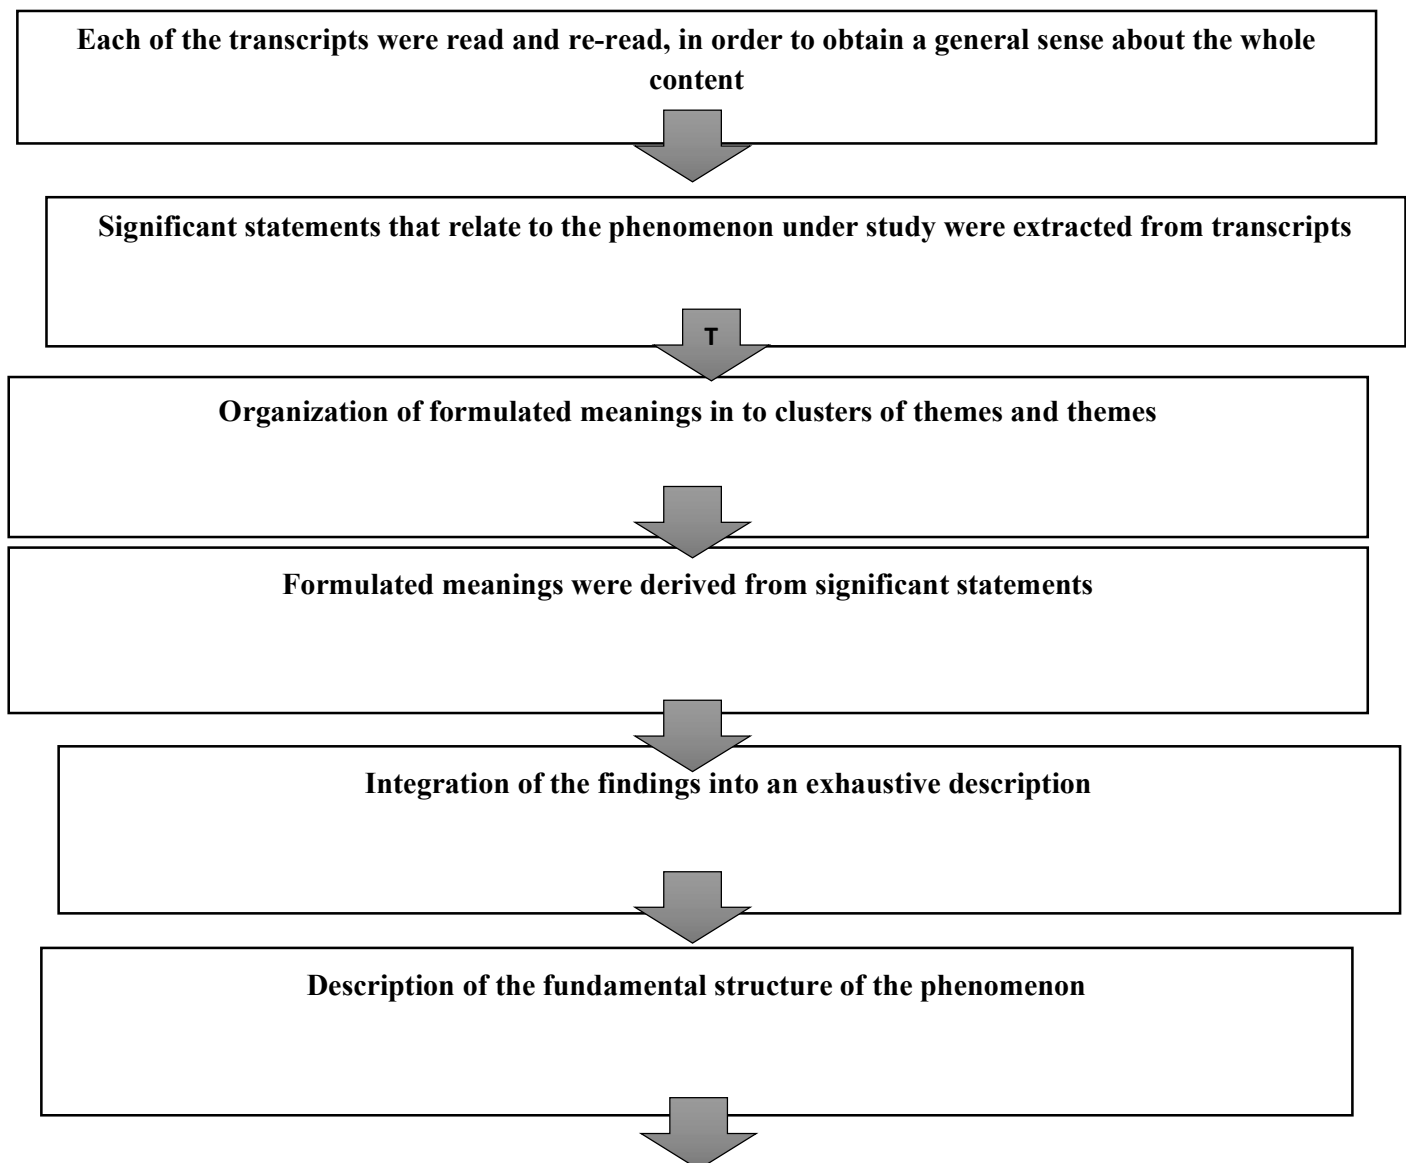 Each of the transcripts were read and re-read, in order to obtain a general sense about the whole
content
Significant statements that relate to the phenomenon under study were extracted from transcripts
T
Organization of formulated meanings in to clusters of themes and themes
Formulated meanings were derived from significant statements
Integration of the findings into an exhaustive description
Description of the fundamental structure of the phenomenon